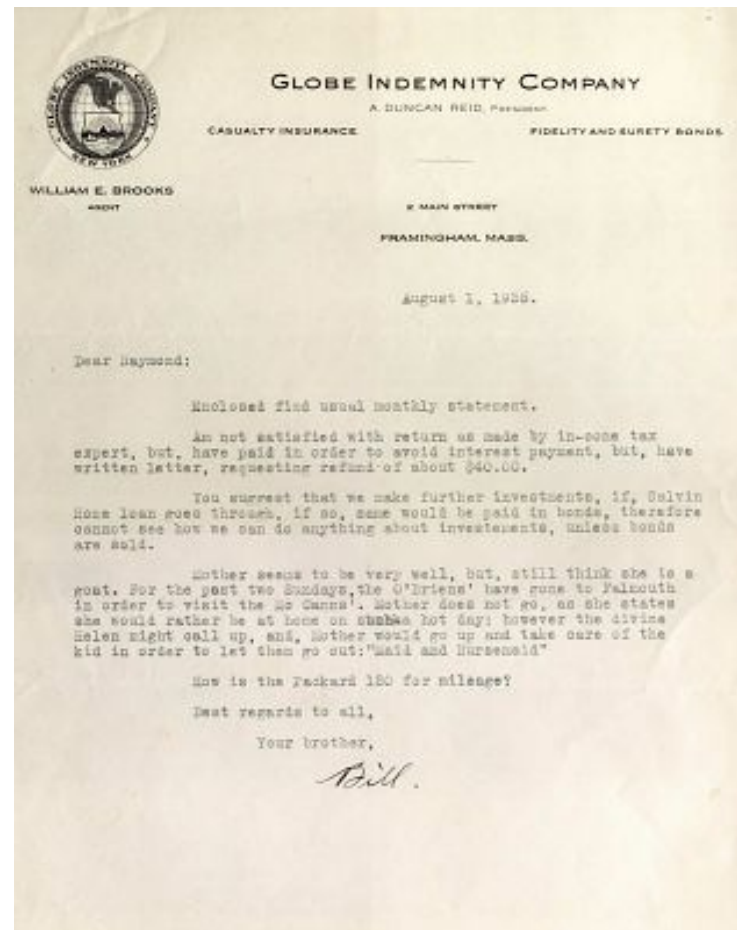 GLOBE INDEMNITY COMPANY
NEW YORK
GLOBE INDEMNITY COMPANY
A. DUNCAN REID, PRESIDENT
CASUALTY INSURANCE
FIDELITY AND SURETY BONDS
WILLIAM E. BROOKS
AGENT
2 MAIN STREET
FRAMINGHAM, MASS.
August 1, 1935.
Dear Raymond:
Enclosed find usual monthly statement.
Am not satisfied with return as made by in-come tax
expert, but, have paid in order to avoid interest payment, but, have
written letter, requesting refund of about $40.00.
You suggest that we make further investments, if, Galvin
Home loan goes through, if so, same would be paid in bonds, therefore
cannot see how we can do anything about investements, unless bonds
are sold.
Mother seems to be very well, but, still think she is a
goat. For the past two Sundays, the O'Briens' have gone to Falmouth
in order to visit the Mc Canns'. Mother does not go, as she states
she would rather be at home on hot day; however the divine
Helen might call up, and, Mother would go up and take care of the
kid in order to let them go out:"Maid and Nursemaid"
How is the Packard 120 for mileage?
Best regards to all,
Your brother,
Bill.